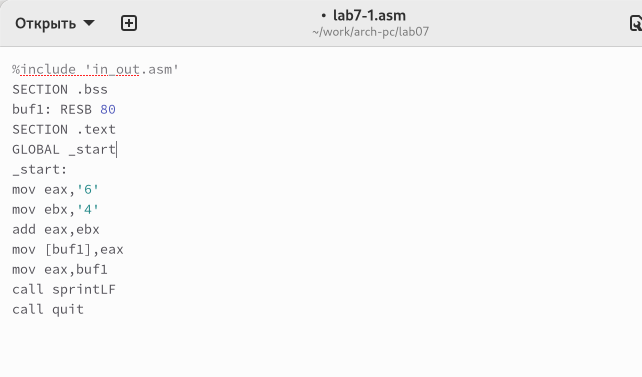 Открыть
• lab7-1.asm
~/work/arch-pc/lab07
%include 'in_out.asm'
SECTION .bss
buf1: RESB 80
SECTION .text
GLOBAL _start
_start:
mov eax,'6'
mov ebx,'4'
add eax,ebx
mov [buf1],eax
mov eax,buf1
call sprintLF
call quit